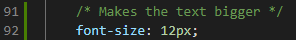 91 /* Makes the text bigger */
92 font-size: 12px;